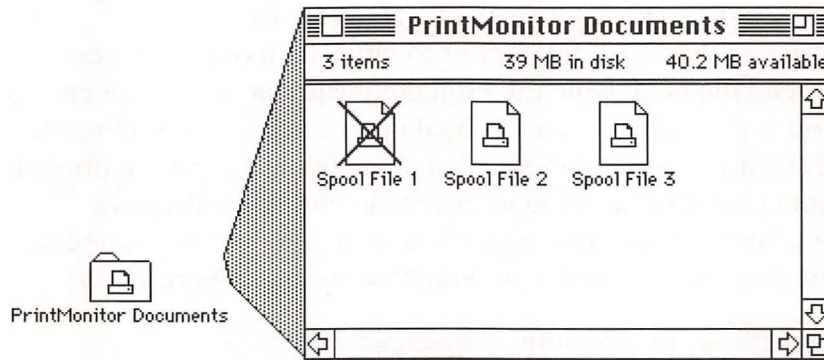 PrintMonitor Documents
3 items 39 MB in disk 40.2 MB available
Spool File 1 Spool File 2 Spool File 3
PrintMonitor Documents